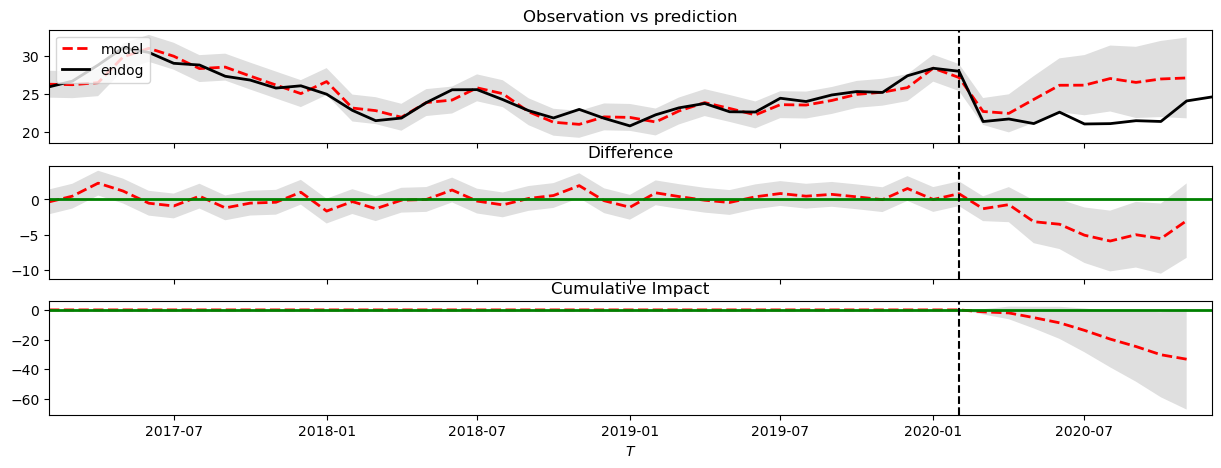 Observation vs prediction
30
25
20
model
endog
Difference
0
−5
−10
Cumulative Impact
0
−20
−40
−60
2017-07
2018-01
2018-07
2019-01
2019-07
2020-01
2020-07
T